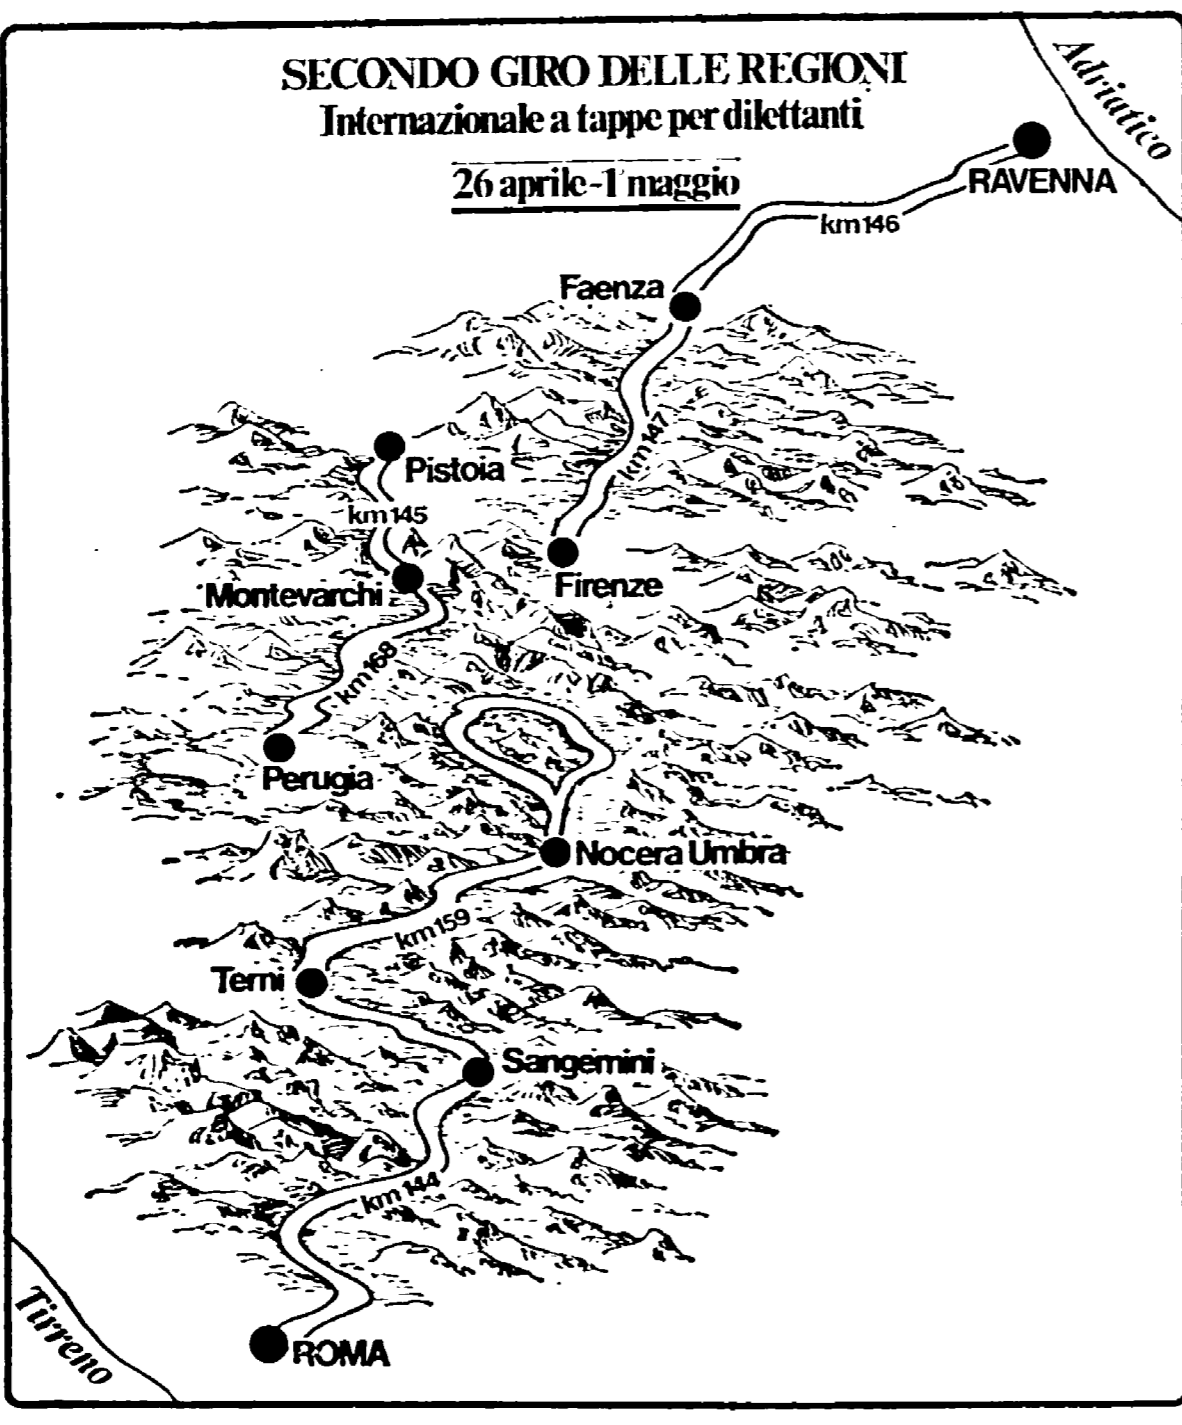 SECONDO GIRO DELLE REGIONI
Internazionale a tappe per dilettanti
26 aprile-1° maggio
Adriatico
RAVENNA
km 146
Faenza
km 147
Pistoia
km 145
Firenze
Montevarchi
km 168
Perugia
Nocera Umbra
km 159
Terni
Sangemini
km 144
Tirreno
ROMA